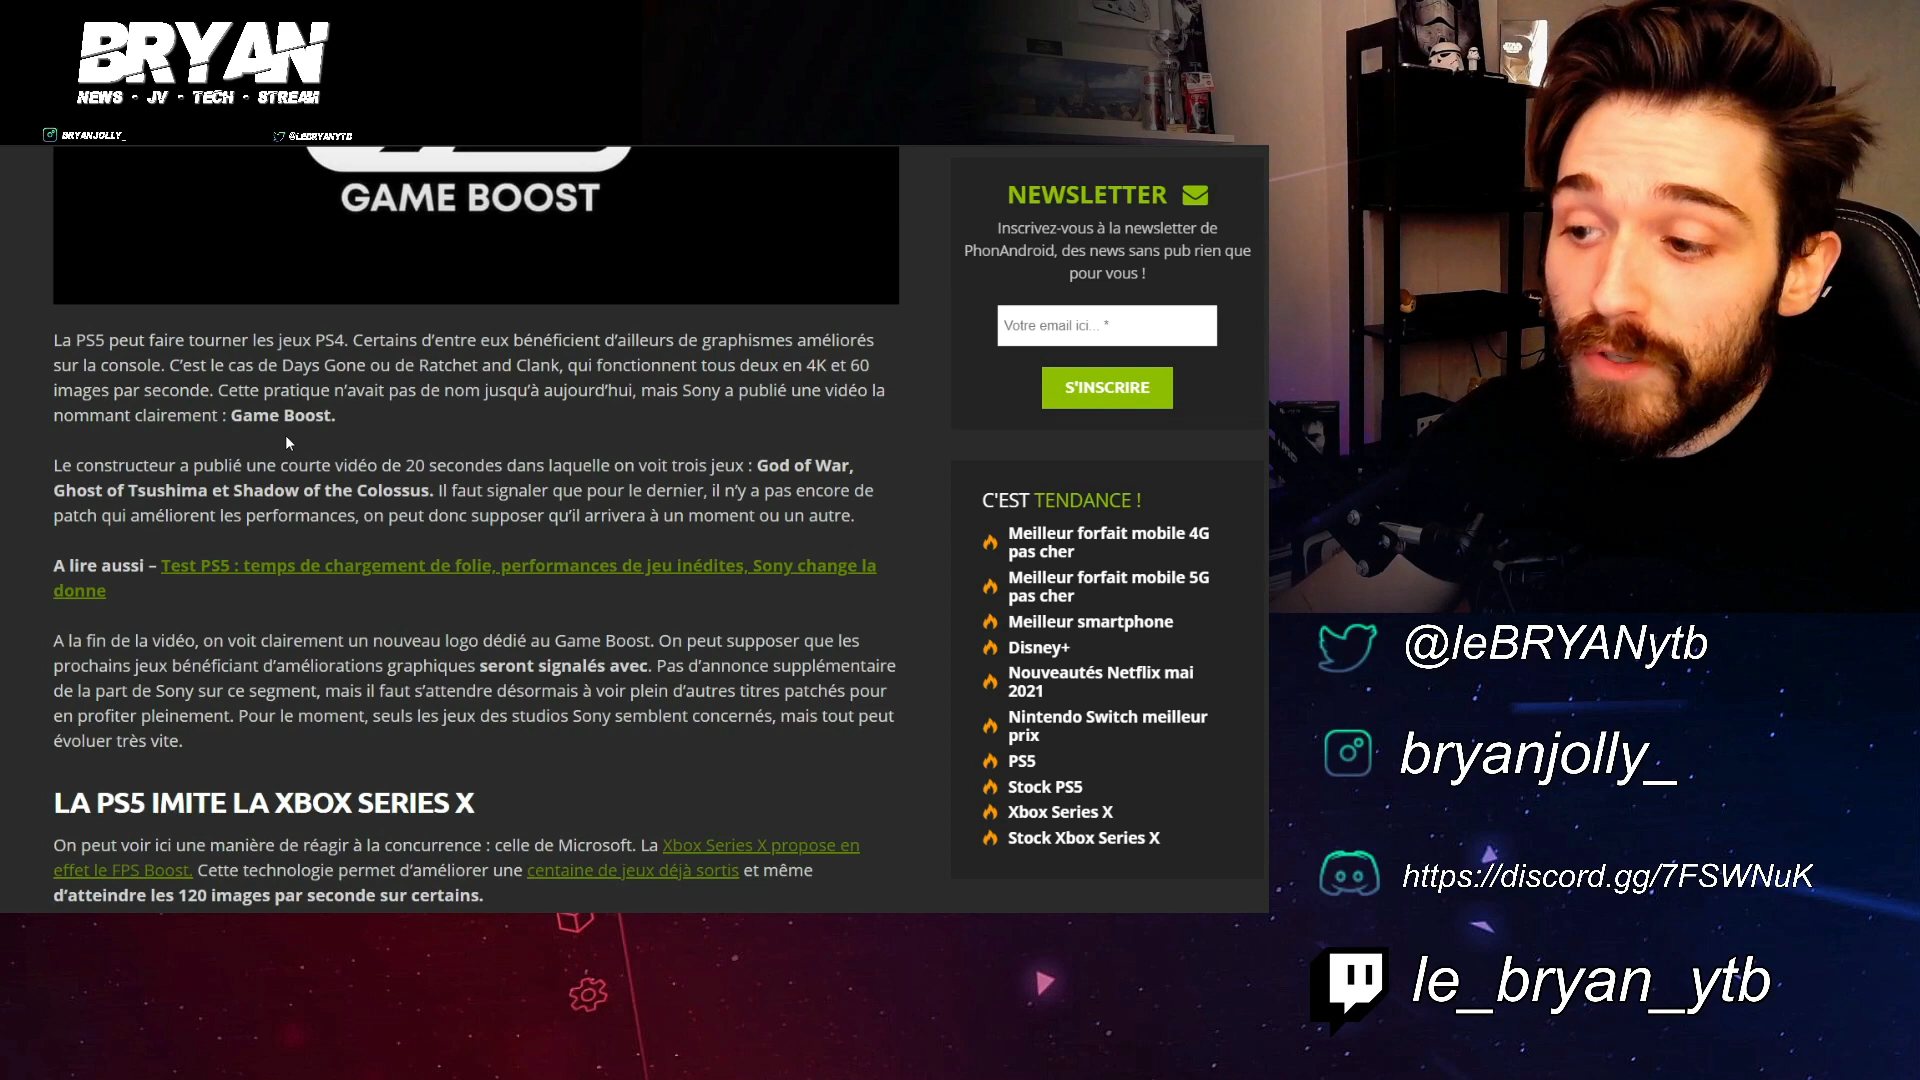 BRYAN
NEWS - JV - TECH - STREAM
BRYANJOLLY_
@LEBRYANYTB
GAME BOOST
La PS5 peut faire tourner les jeux PS4. Certains d’entre eux bénéficient d’ailleurs de graphismes améliorés
sur la console. C’est le cas de Days Gone ou de Ratchet and Clank, qui fonctionnent tous deux en 4K et 60
images par seconde. Cette pratique n’avait pas de nom jusqu’à aujourd’hui, mais Sony a publié une vidéo la
nommant clairement : Game Boost.
Le constructeur a publié une courte vidéo de 20 secondes dans laquelle on voit trois jeux : God of War,
Ghost of Tsushima et Shadow of the Colossus. Il faut signaler que pour le dernier, il n’y a pas encore de
patch qui améliorent les performances, on peut donc supposer qu’il arrivera à un moment ou un autre.
A lire aussi – Test PS5 : temps de chargement de folie, performances de jeu inédites, Sony change la
donne
A la fin de la vidéo, on voit clairement un nouveau logo dédié au Game Boost. On peut supposer que les
prochains jeux bénéficiant d’améliorations graphiques seront signalés avec. Pas d’annonce supplémentaire
de la part de Sony sur ce segment, mais il faut s’attendre désormais à voir plein d’autres titres patchés pour
en profiter pleinement. Pour le moment, seuls les jeux des studios Sony semblent concernés, mais tout peut
évoluer très vite.
LA PS5 IMITE LA XBOX SERIES X
On peut voir ici une manière de réagir à la concurrence : celle de Microsoft. La Xbox Series X propose en
effet le FPS Boost. Cette technologie permet d’améliorer une centaine de jeux déjà sortis et même
d’atteindre les 120 images par seconde sur certains.
NEWSLETTER
Inscrivez-vous à la newsletter de
PhonAndroid, des news sans pub rien que
pour vous !
Votre email ici... *
S'INSCRIRE
C'EST TENDANCE !
Meilleur forfait mobile 4G
pas cher
Meilleur forfait mobile 5G
pas cher
Meilleur smartphone
Disney+
Nouveautés Netflix mai
2021
Nintendo Switch meilleur
prix
PS5
Stock PS5
Xbox Series X
Stock Xbox Series X
@leBRYANytb
bryanjolly_
https://discord.gg/7FSWNuK
le_bryan_ytb